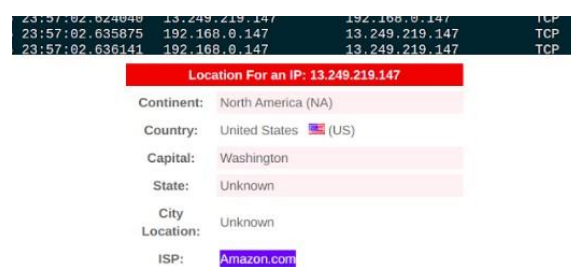 23:57:02.624040 13.249.219.147 192.168.0.147 TCP
23:57:02.635875 192.168.0.147 13.249.219.147 TCP
23:57:02.636141 192.168.0.147 13.249.219.147 TCP
Location For an IP: 13.249.219.147
Continent: North America (NA)
Country: United States (US)
Capital: Washington
State: Unknown
City Location: Unknown
ISP: Amazon.com